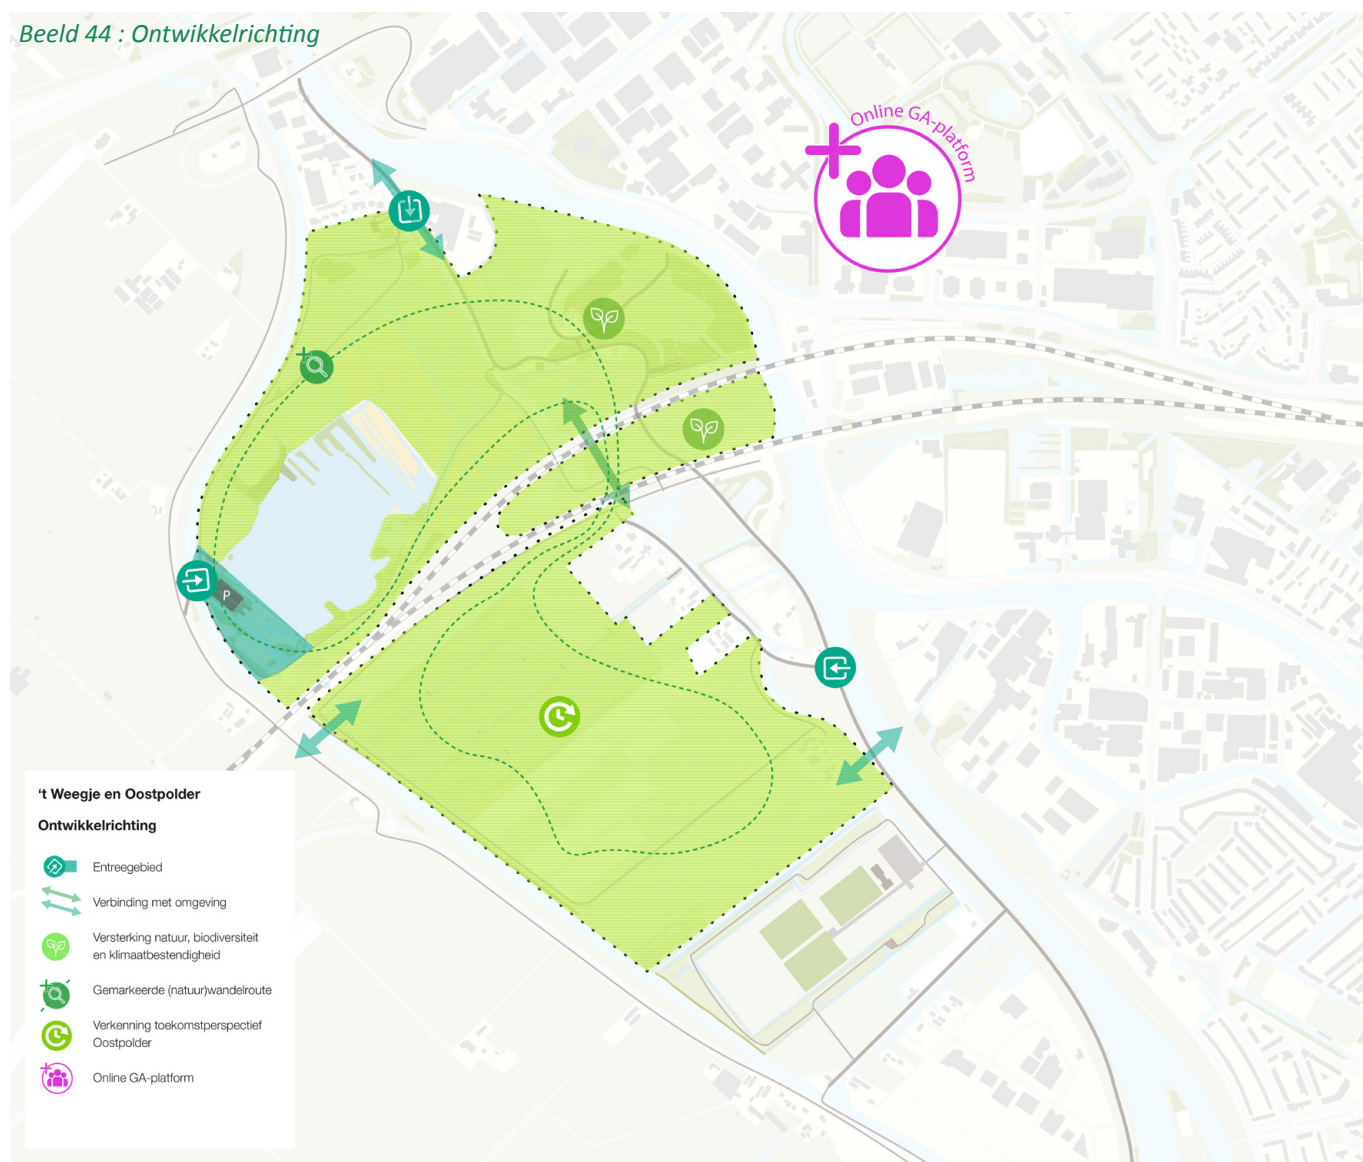 Beeld 44 : Ontwikkelrichting
Online GA-platform
P
‘t Weegje en Oostpolder
Ontwikkelrichting
Entreegebied
Verbinding met omgeving
Versterking natuur, biodiversiteit
en klimaatbestendigheid
Gemarkeerde (natuur)wandelroute
Verkenning toekomstperspectief
Oostpolder
Online GA-platform